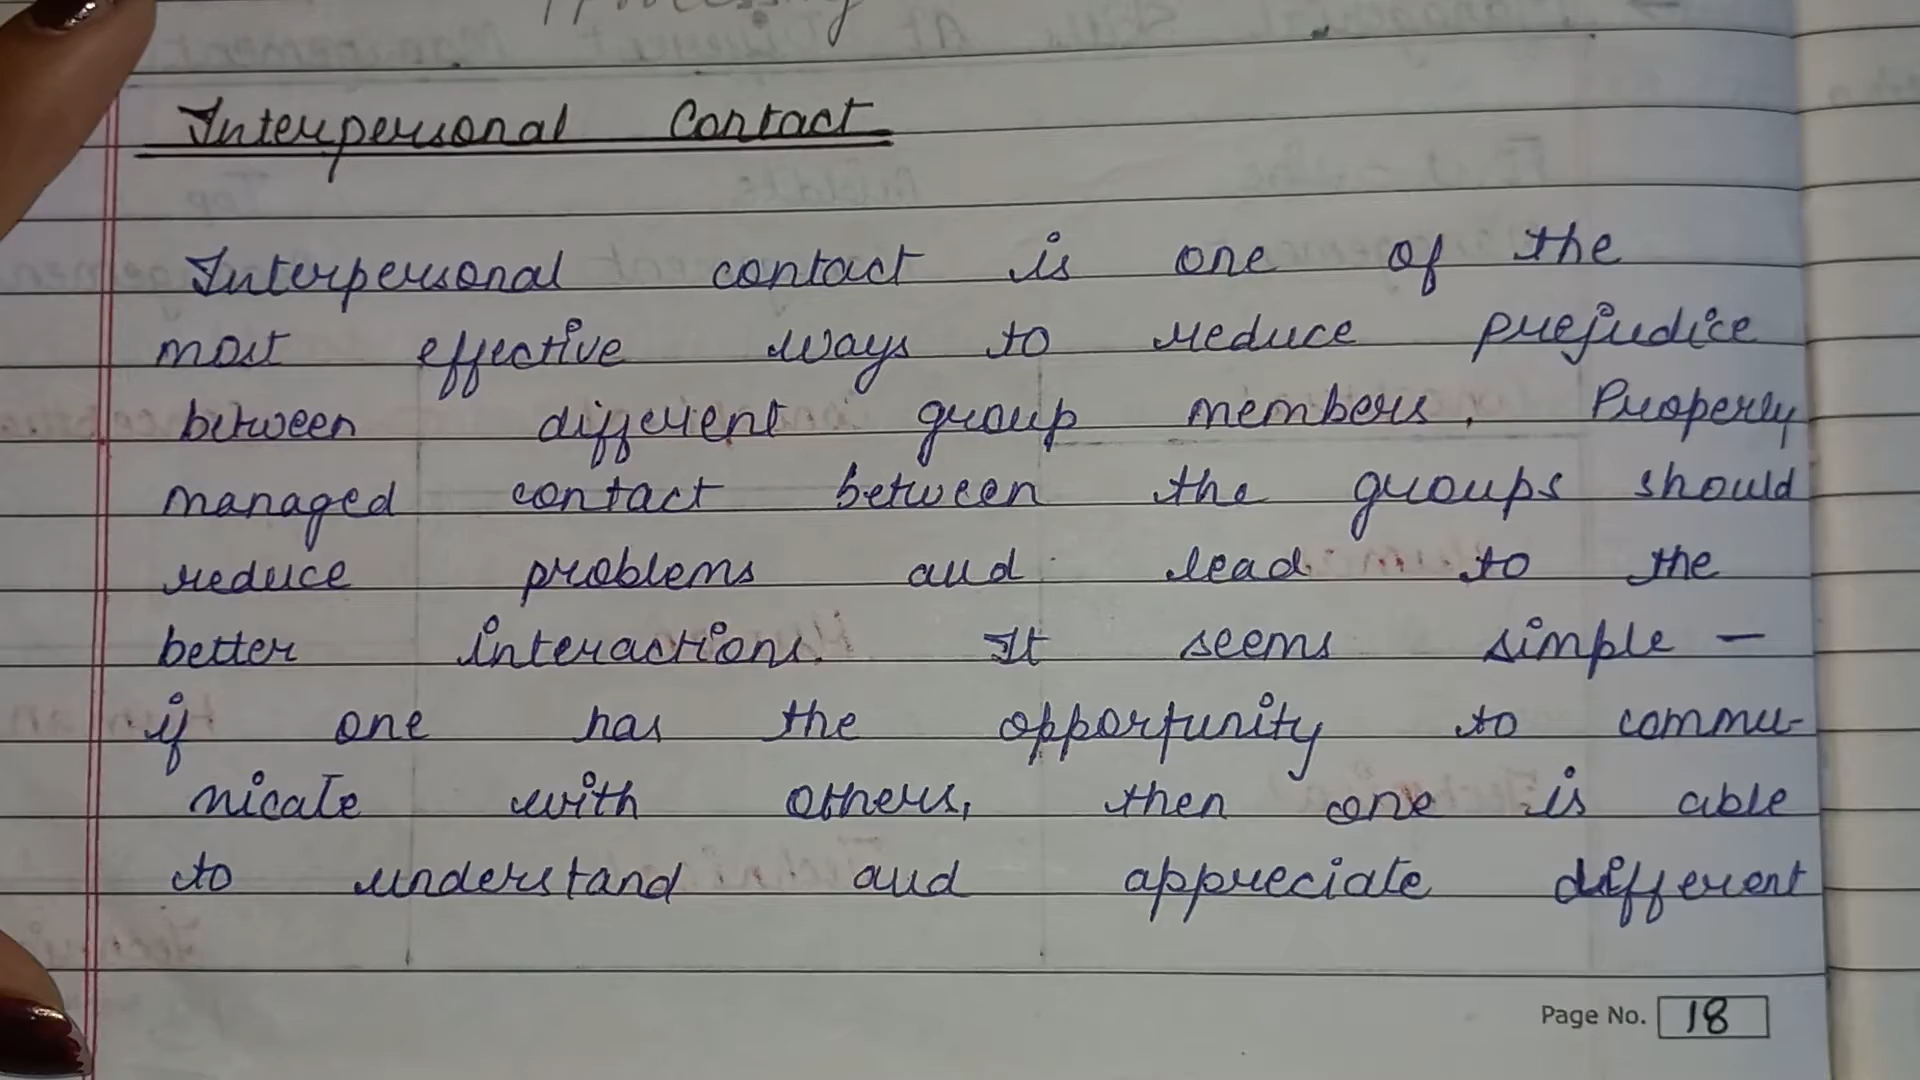 Processing
Interpersonal Contact
Interpersonal contact is one of the
most effective ways to reduce prejudice
between different group members. Properly
managed contact between the groups should
reduce problems and lead to the
better interactions. It seems simple -
if one has the opportunity to commu-
nicate with others, then one is able
to understand and appreciate different
Page No. 18